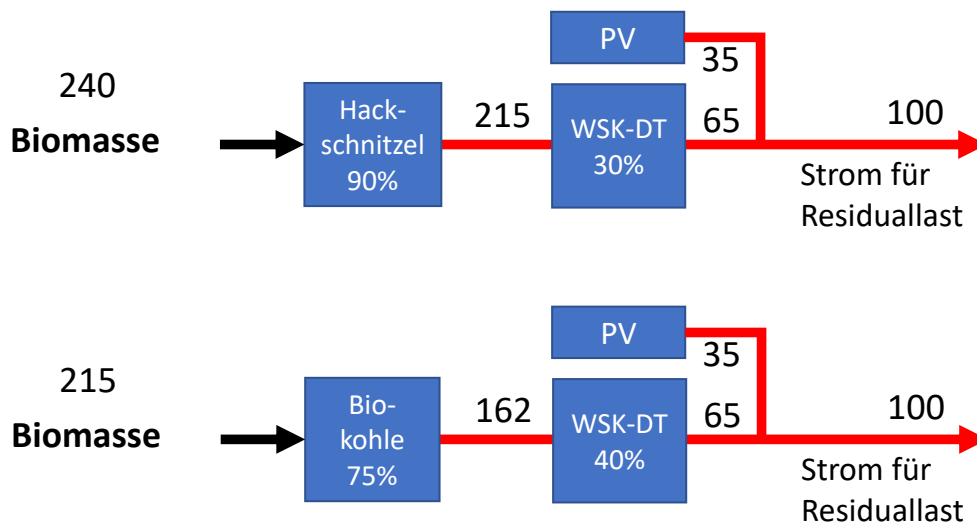 PV
35
240
Biomasse
Hack-
schnitzel
90%
215
WSK-DT
30%
65
100
Strom für
Residuallast
PV
35
215
Biomasse
Bio-
kohle
75%
162
WSK-DT
40%
65
100
Strom für
Residuallast